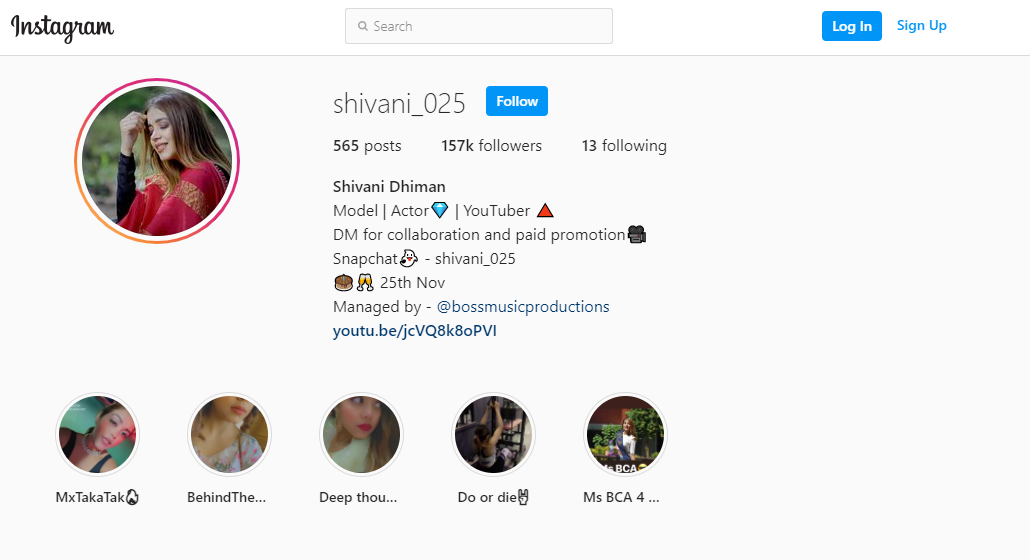 Instagram
Search
Log In
Sign Up
shivani_025
Follow
565 posts 157k followers 13 following
Shivani Dhiman
Model | Actor💎 | YouTuber 🔺
DM for collaboration and paid promotion🎥
Snapchat👻 - shivani_025
🎂🥂 25th Nov
Managed by - @bossmusicproductions
youtu.be/jcVQ8k8oPVI
Ms BCA😎
MxTakaTak
BehindThe...
Deep thou...
Do or die🤘
Ms BCA 4 ...